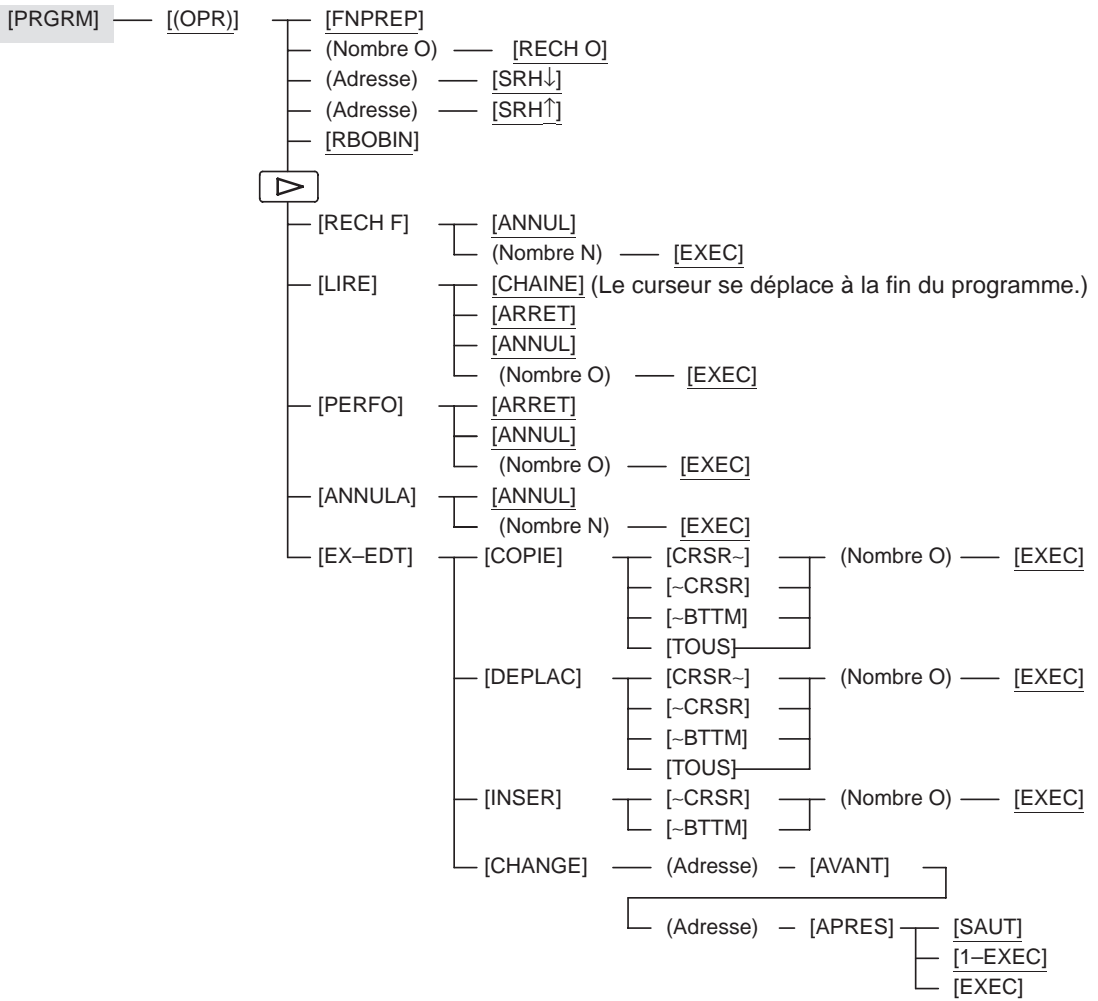 [PRGRM] [(OPR)] [FNPREP]
(Nombre O) [RECH O]
(Adresse) [SRH↓]
(Adresse) [SRH↑]
[RBOBIN]
[RECH F] [ANNUL]
(Nombre N) [EXEC]
[LIRE] [CHAINE] (Le curseur se déplace à la fin du programme.)
[ARRET]
[ANNUL]
(Nombre O) [EXEC]
[PERFO] [ARRET]
[ANNUL]
(Nombre O) [EXEC]
[ANNULA] [ANNUL]
(Nombre N) [EXEC]
[EX–EDT] [COPIE] [CRSR~] (Nombre O) [EXEC]
[~CRSR]
[~BTTM]
[TOUS]
[DEPLAC] [CRSR~] (Nombre O) [EXEC]
[~CRSR]
[~BTTM]
[TOUS]
[INSER] [~CRSR] (Nombre O) [EXEC]
[~BTTM]
[CHANGE] (Adresse) [AVANT]
(Adresse) [APRES] [SAUT]
[1–EXEC]
[EXEC]